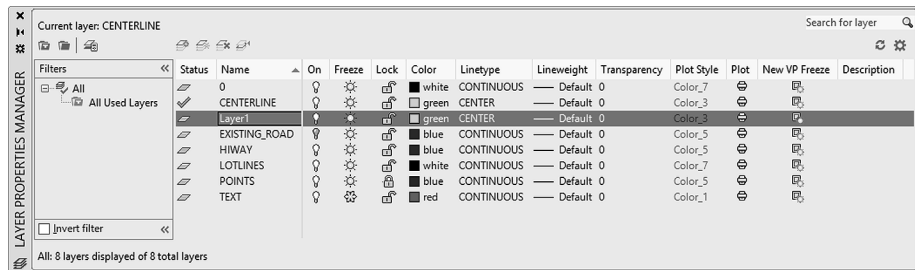 Current layer: CENTERLINE
Search for layer
Filters
All
All Used Layers
Invert filter
Status Name On Freeze Lock Color Linetype Lineweight Transparency Plot Style Plot New VP Freeze Description
0 white CONTINUOUS Default 0 Color_7
CENTERLINE green CENTER Default 0 Color_3
Layer1 green CENTER Default 0 Color_3
EXISTING_ROAD blue CONTINUOUS Default 0 Color_5
HIWAY blue CONTINUOUS Default 0 Color_5
LOTLINES white CONTINUOUS Default 0 Color_7
POINTS blue CONTINUOUS Default 0 Color_5
TEXT red CONTINUOUS Default 0 Color_1
All: 8 layers displayed of 8 total layers
LAYER PROPERTIES MANAGER